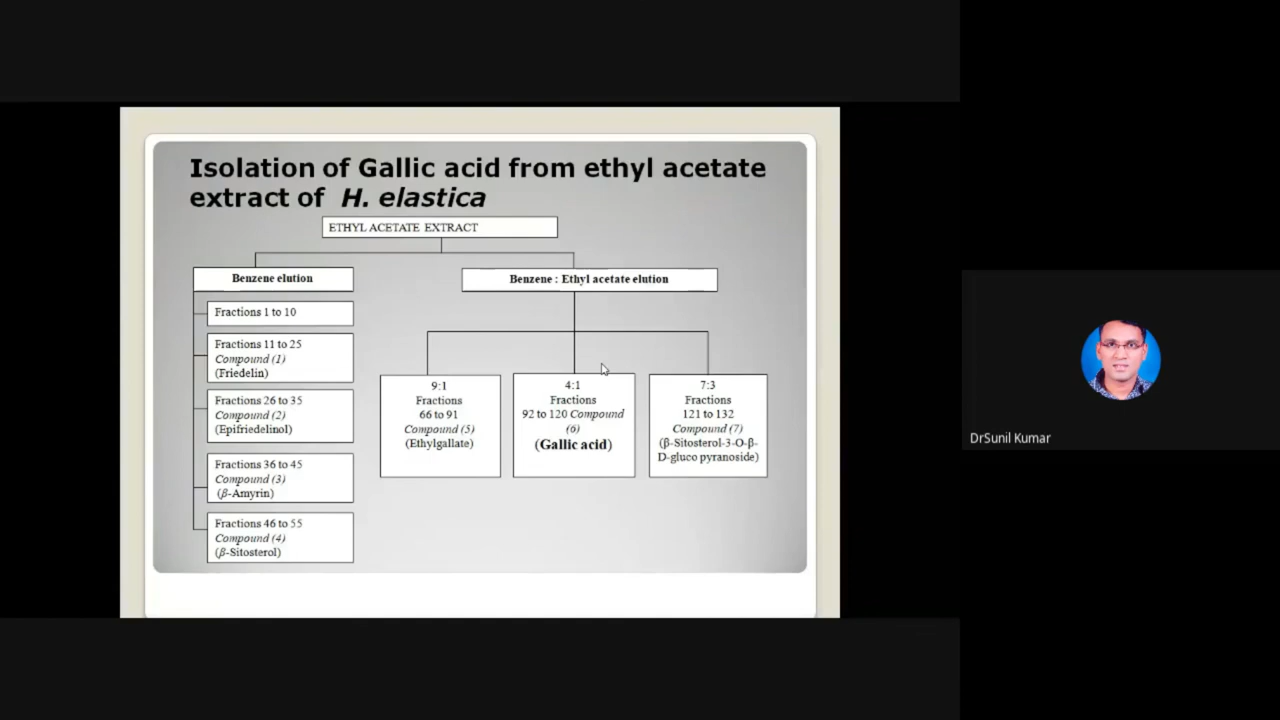 Isolation of Gallic acid from ethyl acetate
extract of H. elastica
ETHYL ACETATE EXTRACT
Benzene elution
Benzene : Ethyl acetate elution
Fractions 1 to 10
Fractions 11 to 25
Compound (1)
(Friedelin)
Fractions 26 to 35
Compound (2)
(Epifriedelinol)
Fractions 36 to 45
Compound (3)
(β-Amyrin)
Fractions 46 to 55
Compound (4)
(β-Sitosterol)
9:1
Fractions
66 to 91
Compound (5)
(Ethylgallate)
4:1
Fractions
92 to 120 Compound
(6)
(Gallic acid)
7:3
Fractions
121 to 132
Compound (7)
(β-Sitosterol-3-O-β-
D-gluco pyranoside)
DrSunil Kumar